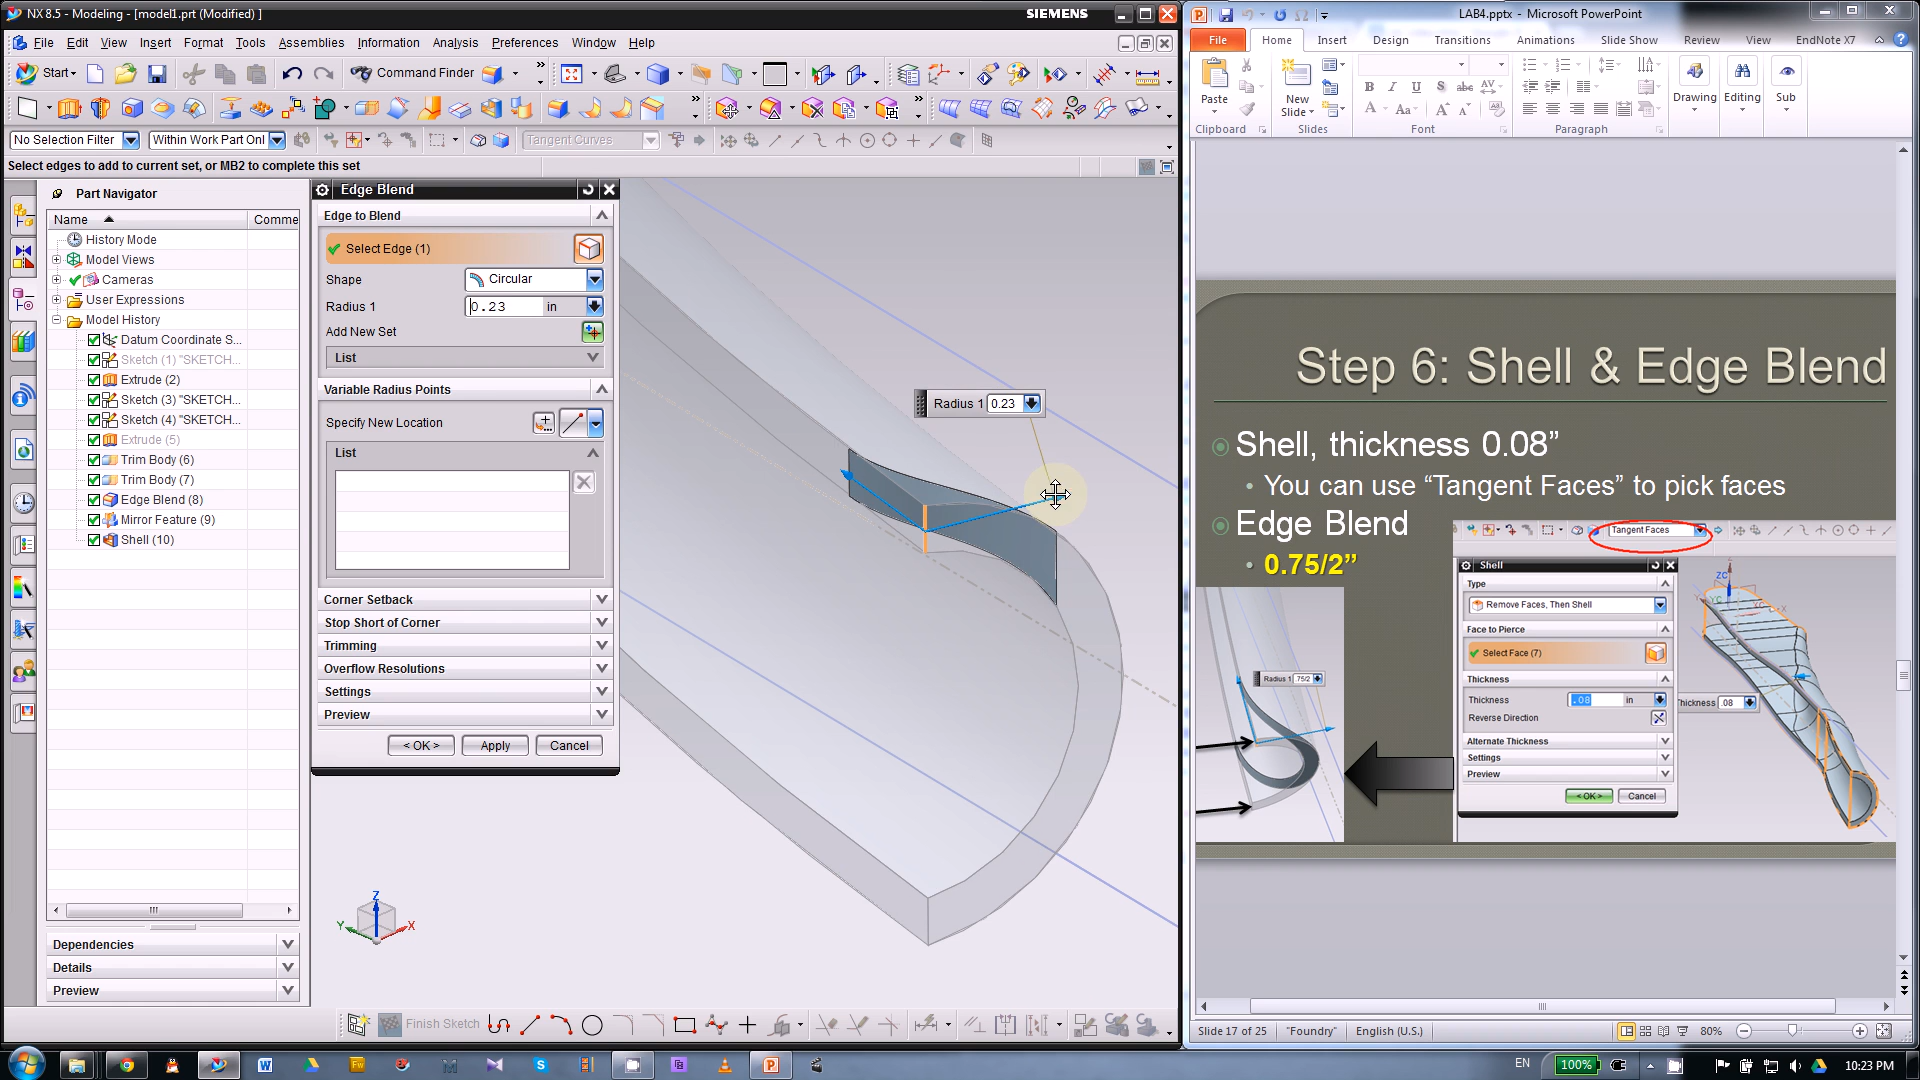 NX 8.5 - Modeling - [model1.prt (Modified) ]
SIEMENS
File Edit View Insert Format Tools Assemblies Information Analysis Preferences Window Help
Start
Command Finder
No Selection Filter
Within Work Part Onl
Tangent Curves
Select edges to add to current set, or MB2 to complete this set
Part Navigator
Name
Comme
History Mode
Model Views
Cameras
User Expressions
Model History
Datum Coordinate S...
Sketch (1) "SKETCH...
Extrude (2)
Sketch (3) "SKETCH...
Sketch (4) "SKETCH...
Extrude (5)
Trim Body (6)
Trim Body (7)
Edge Blend (8)
Mirror Feature (9)
Shell (10)
Dependencies
Details
Preview
Edge Blend
Edge to Blend
Select Edge (1)
Shape
Circular
Radius 1
0.23
in
Add New Set
List
Variable Radius Points
Specify New Location
List
Corner Setback
Stop Short of Corner
Trimming
Overflow Resolutions
Settings
Preview
< OK >
Apply
Cancel
Radius 1
0.23
Z
Y
X
Finish Sketch
LAB4.pptx - Microsoft PowerPoint
File Home Insert Design Transitions Animations Slide Show Review View EndNote X7
Paste
New
Slide
Drawing
Editing
Sub
Clipboard
Slides
Font
Paragraph
Step 6: Shell & Edge Blend
Shell, thickness 0.08”
You can use “Tangent Faces” to pick faces
Edge Blend
0.75/2”
Tangent Faces
Shell
Type
Remove Faces, Then Shell
Face to Pierce
Select Face (7)
Thickness
Thickness
.08
in
Reverse Direction
Alternate Thickness
Settings
Preview
< OK >
Cancel
Radius 1
.75/2
hickness
.08
ZC
Slide 17 of 25
"Foundry"
English (U.S.)
80%
EN
100%
10:23 PM